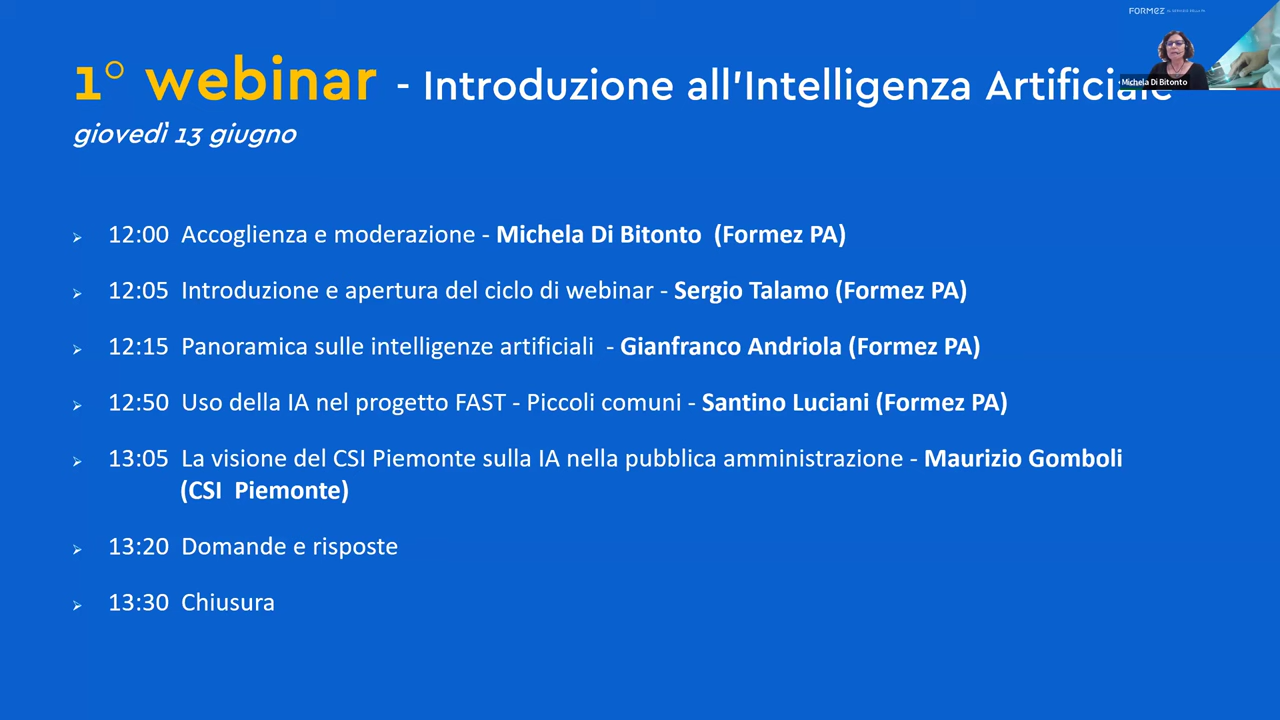 FORMEZ
Michela Di Bitonto
1° webinar - Introduzione all'Intelligenza Artificiale
giovedì 13 giugno
➢ 12:00 Accoglienza e moderazione - Michela Di Bitonto (Formez PA)
➢ 12:05 Introduzione e apertura del ciclo di webinar - Sergio Talamo (Formez PA)
➢ 12:15 Panoramica sulle intelligenze artificiali - Gianfranco Andriola (Formez PA)
➢ 12:50 Uso della IA nel progetto FAST - Piccoli comuni - Santino Luciani (Formez PA)
➢ 13:05 La visione del CSI Piemonte sulla IA nella pubblica amministrazione - Maurizio Gomboli
(CSI Piemonte)
➢ 13:20 Domande e risposte
➢ 13:30 Chiusura